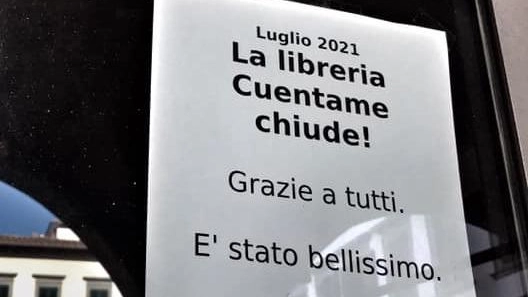 Luglio 2021
La libreria
Cuentame
chiude!
Grazie a tutti.
E' stato bellissimo.